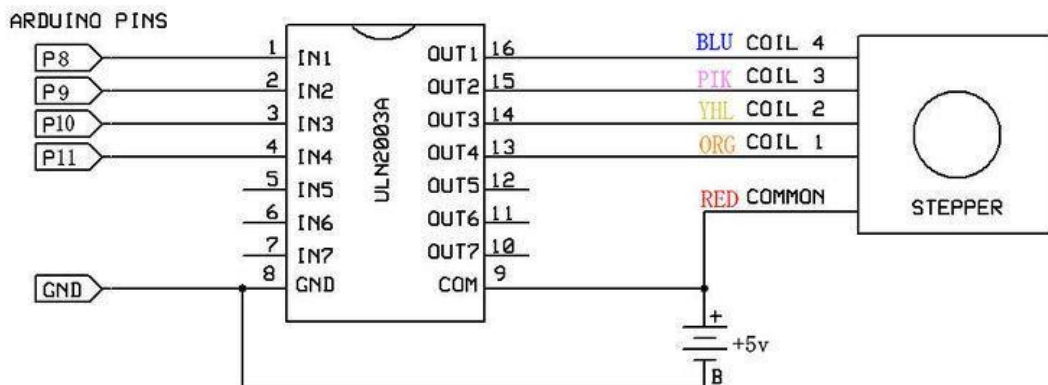 ARDUINO PINS
P8
P9
P10
P11
GND
1 IN1
2 IN2
3 IN3
4 IN4
5 IN5
6 IN6
7 IN7
8 GND
ULN2003A
OUT1 16
OUT2 15
OUT3 14
OUT4 13
OUT5 12
OUT6 11
OUT7 10
COM 9
BLU COIL 4
PIK COIL 3
YHL COIL 2
ORG COIL 1
RED COMMON
STEPPER
+
+5v
B